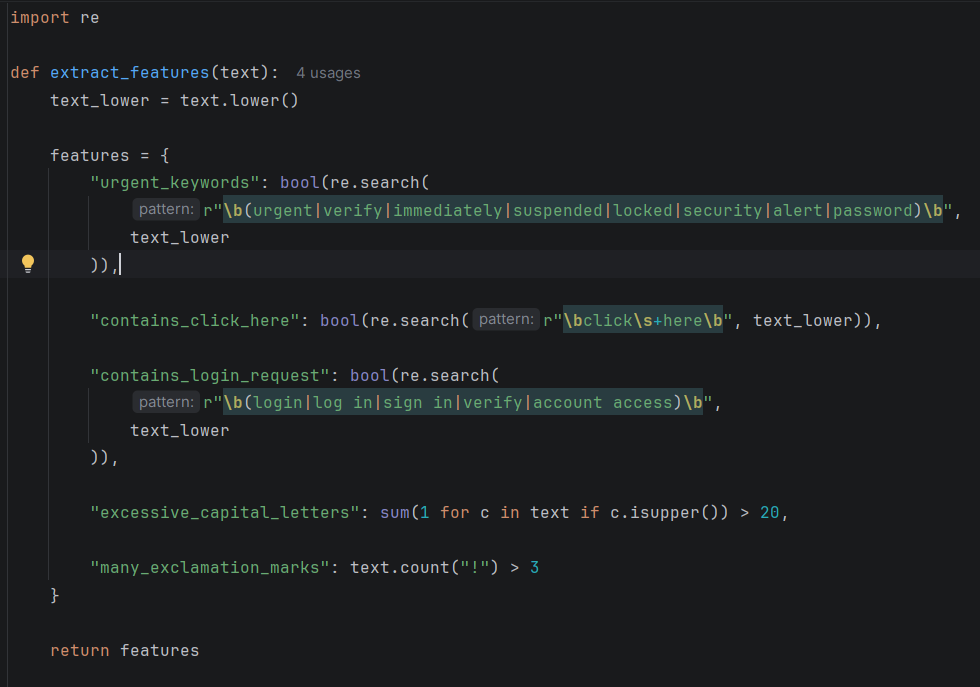 import re
def extract_features(text): 4 usages
    text_lower = text.lower()
    features = {
        "urgent_keywords": bool(re.search(
            pattern: r"\b(urgent|verify|immediately|suspended|locked|security|alert|password)\b",
            text_lower
        )),
        "contains_click_here": bool(re.search( pattern: r"\bclick\s+here\b", text_lower)),
        "contains_login_request": bool(re.search(
            pattern: r"\b(login|log in|sign in|verify|account access)\b",
            text_lower
        )),
        "excessive_capital_letters": sum(1 for c in text if c.isupper()) > 20,
        "many_exclamation_marks": text.count("!") > 3
    }
    return features